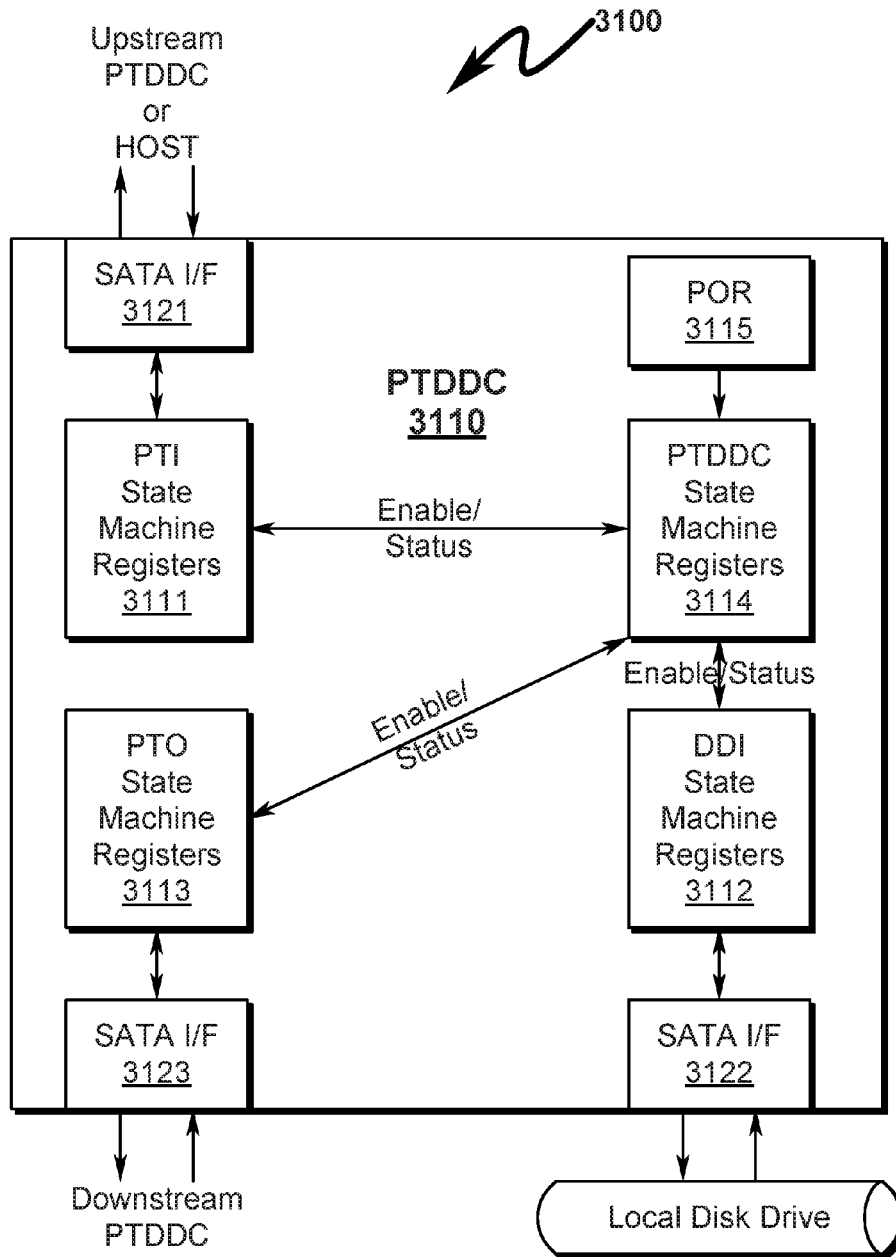 3100
Upstream
PTDDC
or
HOST
SATA I/F
3121
POR
3115
PTDDC
3110
PTI
State
Machine
Registers
3111
Enable/
Status
PTDDC
State
Machine
Registers
3114
Enable/Status
Enable/
Status
PTO
State
Machine
Registers
3113
DDI
State
Machine
Registers
3112
SATA I/F
3123
SATA I/F
3122
Downstream
PTDDC
Local Disk Drive